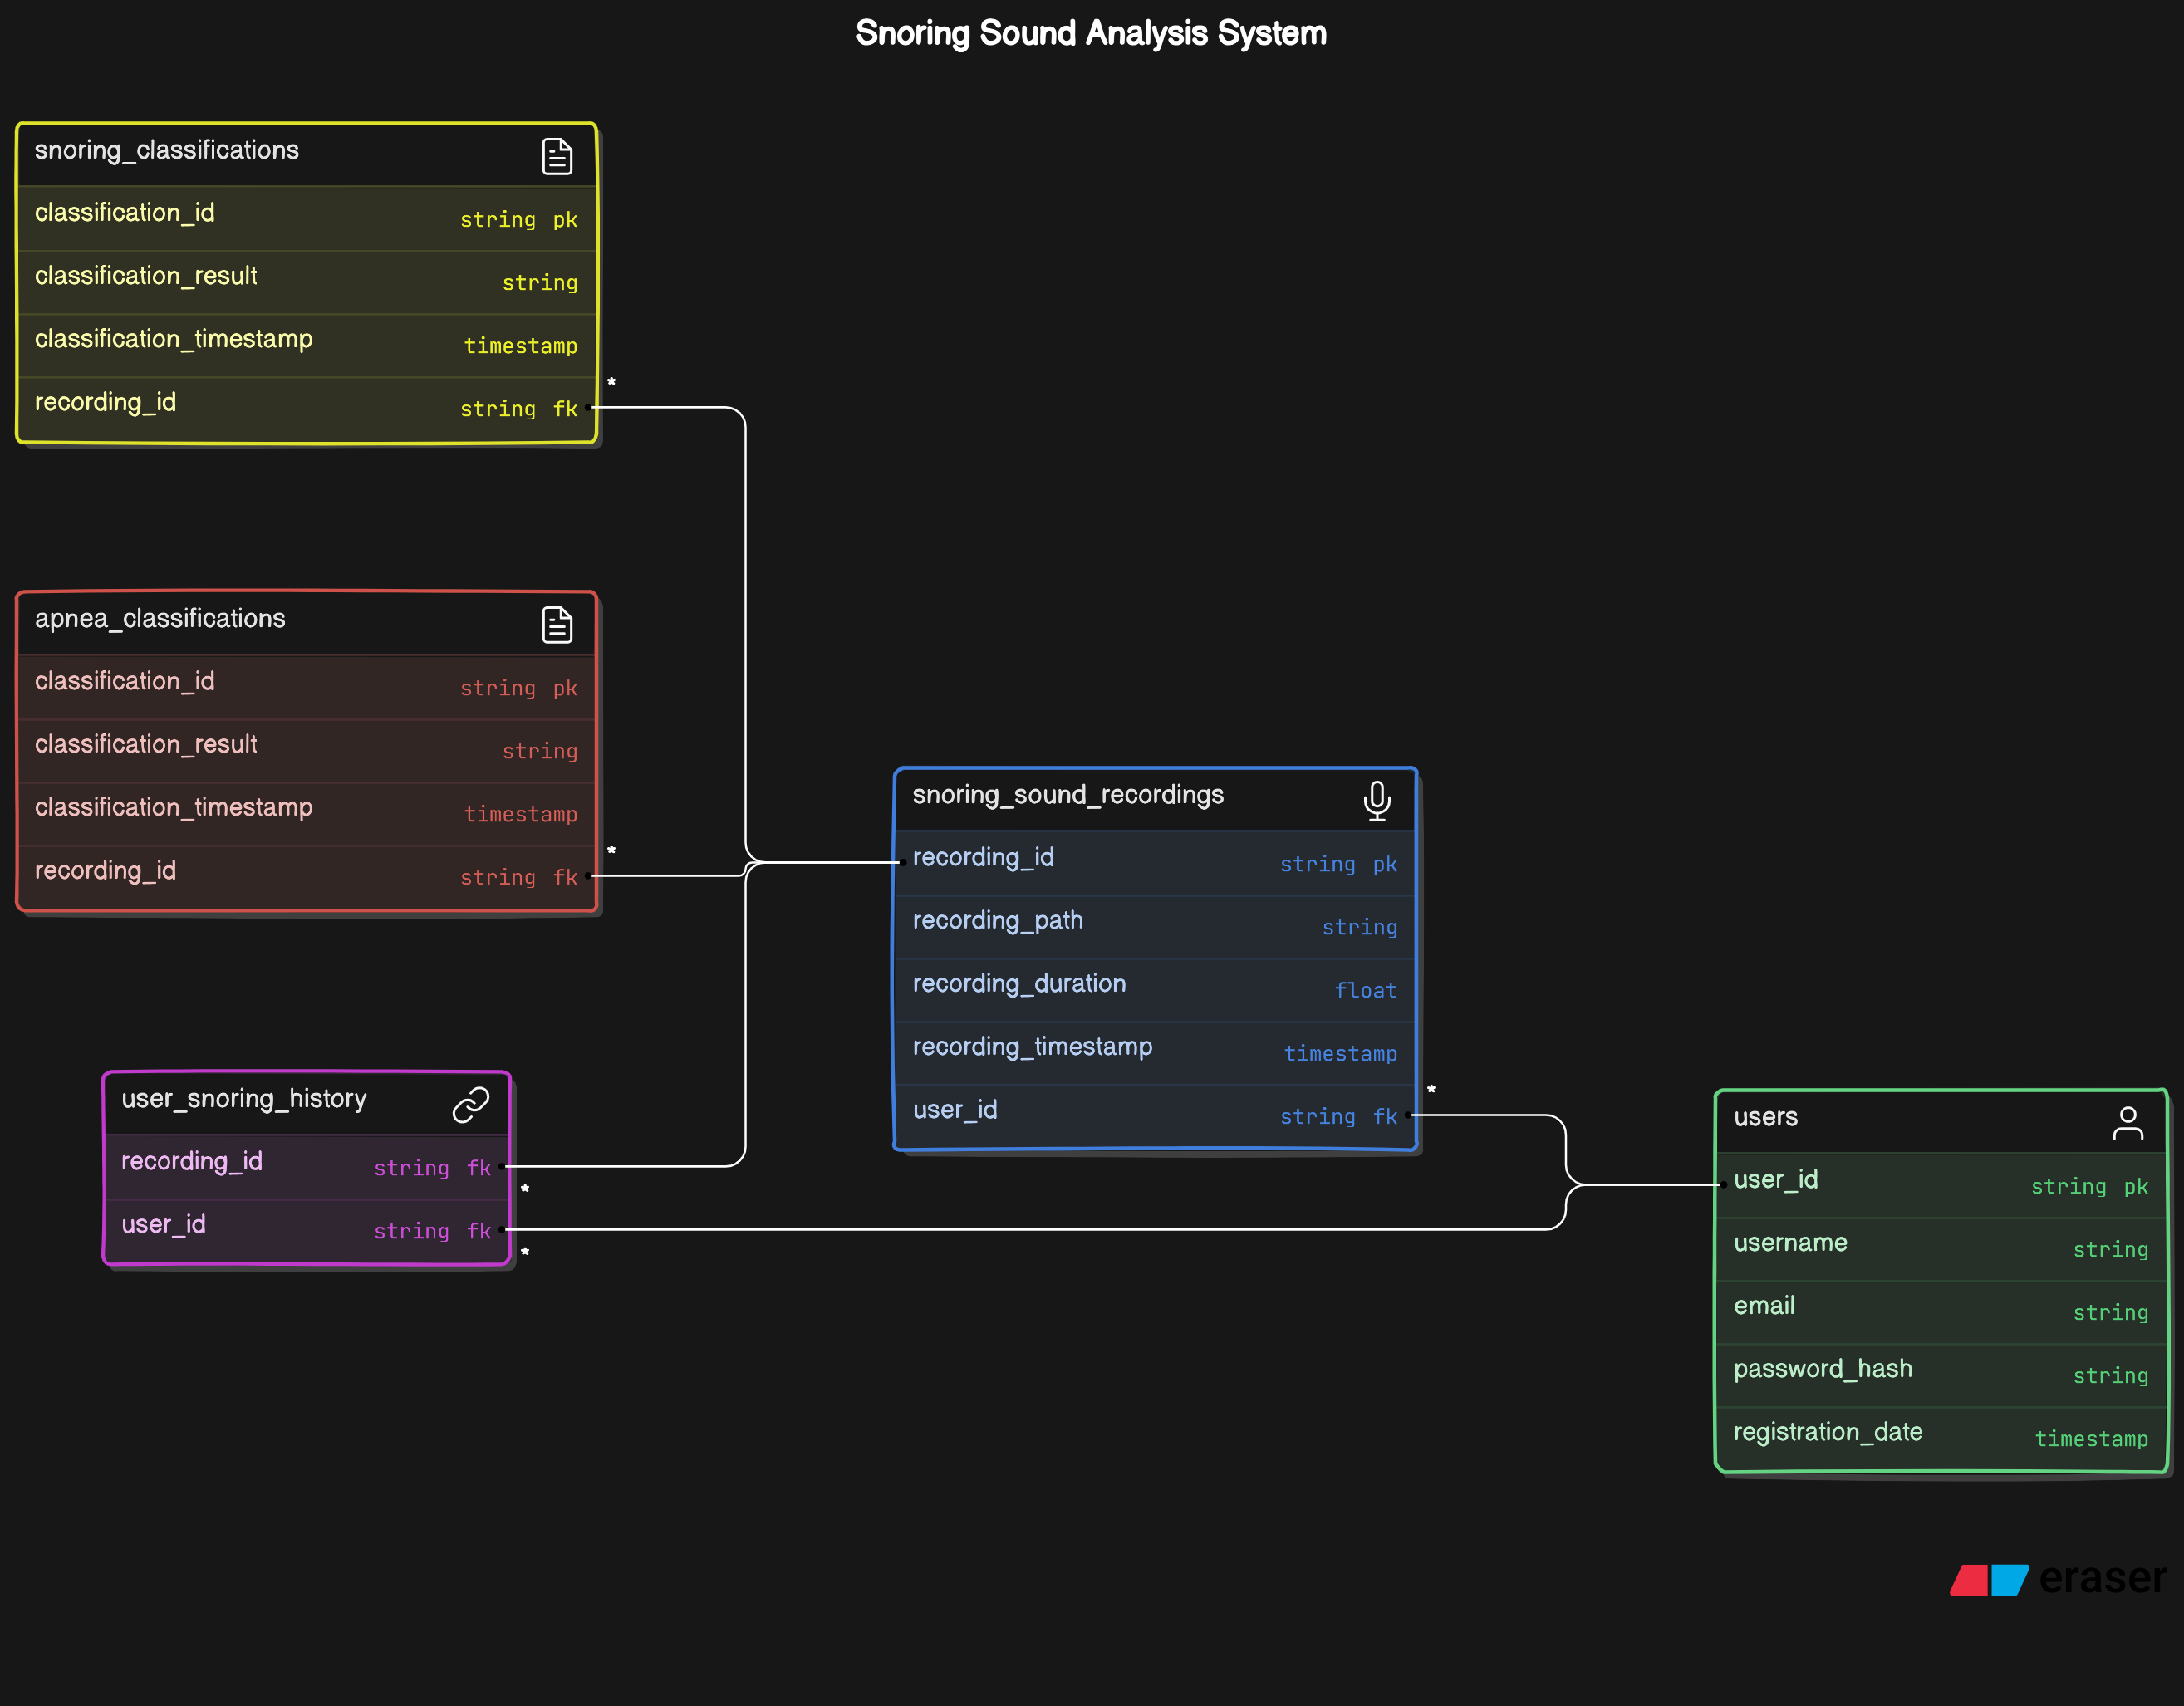 Snoring Sound Analysis System
snoring_classifications
classification_id string pk
classification_result string
classification_timestamp timestamp
*
recording_id string fk
apnea_classifications
classification_id string pk
classification_result string
classification_timestamp timestamp
*
recording_id string fk
snoring_sound_recordings
recording_id string pk
recording_path string
recording_duration float
recording_timestamp timestamp
*
user_id string fk
user_snoring_history
recording_id string fk
*
user_id string fk
*
users
user_id string pk
username string
email string
password_hash string
registration_date timestamp
eraser